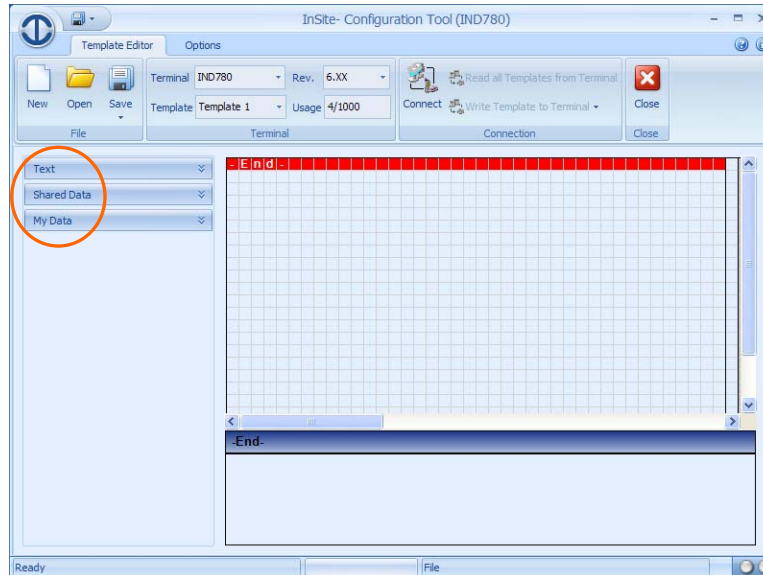 InSite- Configuration Tool (IND780)
Template Editor Options
Terminal IND780 Rev. 6.XX Read all Templates from Terminal
New Open Save Template Template 1 Usage 4/1000 Connect Write Template to Terminal Close
File Terminal Connection Close
Text
Shared Data
My Data
-End-
-End-
Ready File